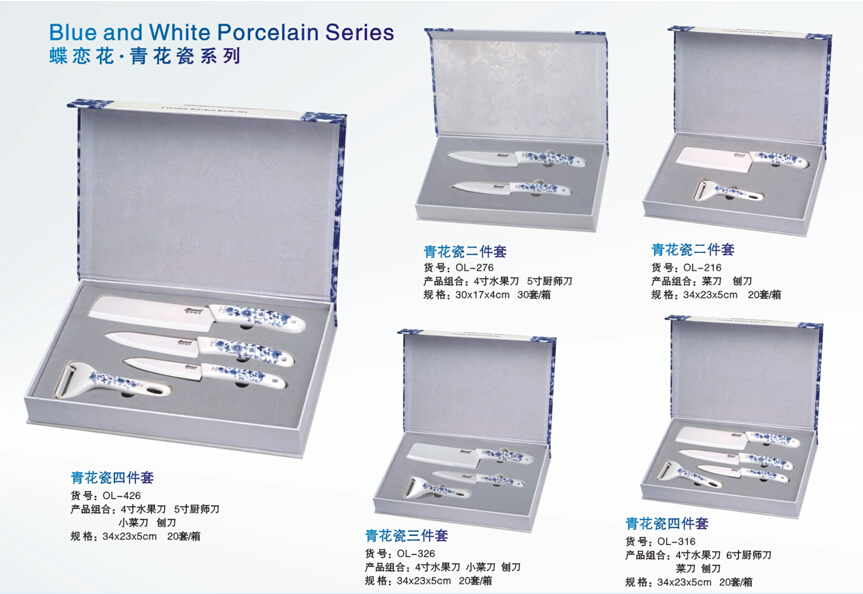 Blue and White Porcelain Series
蝶恋花·青花瓷系列
青花瓷四件套
货号：OL-426
产品组合：4寸水果刀 5寸厨师刀
小菜刀 刨刀
规格：34x23x5cm 20套/箱
青花瓷二件套
货号：OL-276
产品组合：4寸水果刀 5寸厨师刀
规格：30x17x4cm 30套/箱
青花瓷二件套
货号：OL-216
产品组合：菜刀 刨刀
规格：34x23x5cm 20套/箱
青花瓷三件套
货号：OL-326
产品组合：4寸水果刀 小菜刀 刨刀
规格：34x23x5cm 20套/箱
青花瓷四件套
货号：OL-316
产品组合：4寸水果刀 6寸厨师刀
菜刀 刨刀
规格：34x23x5cm 20套/箱